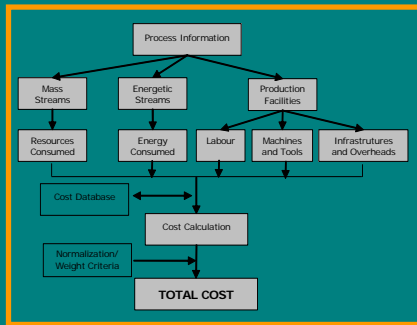 Process Information
Mass
Streams
Energetic
Streams
Production
Facilities
Resources
Consumed
Energy
Consumed
Labour
Machines
and Tools
Infrastrutures
and Overheads
Cost Database
Cost Calculation
Normalization/
Weight Criteria
TOTAL COST